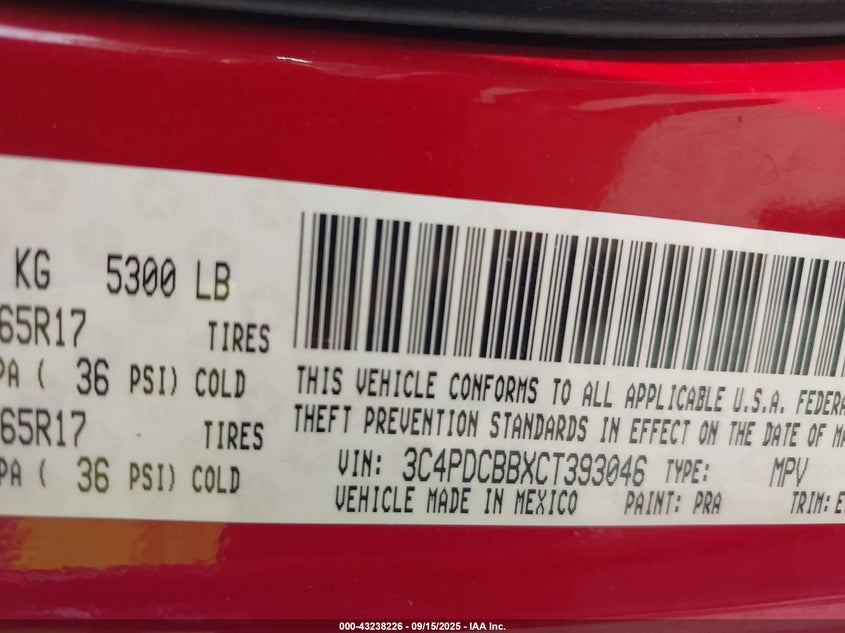 KG 5300 LB
65R17 TIRES
PA ( 36 PSI) COLD
65R17 TIRES
PA ( 36 PSI) COLD
THIS VEHICLE CONFORMS TO ALL APPLICABLE U.S.A. FEDERA
THEFT PREVENTION STANDARDS IN EFFECT ON THE DATE OF MA
VIN: 3C4PDCBBXCT393046 TYPE: MPV
VEHICLE MADE IN MEXICO PAINT: PRA TRIM: E
000-43238226 - 09/15/2025 - IAA Inc.